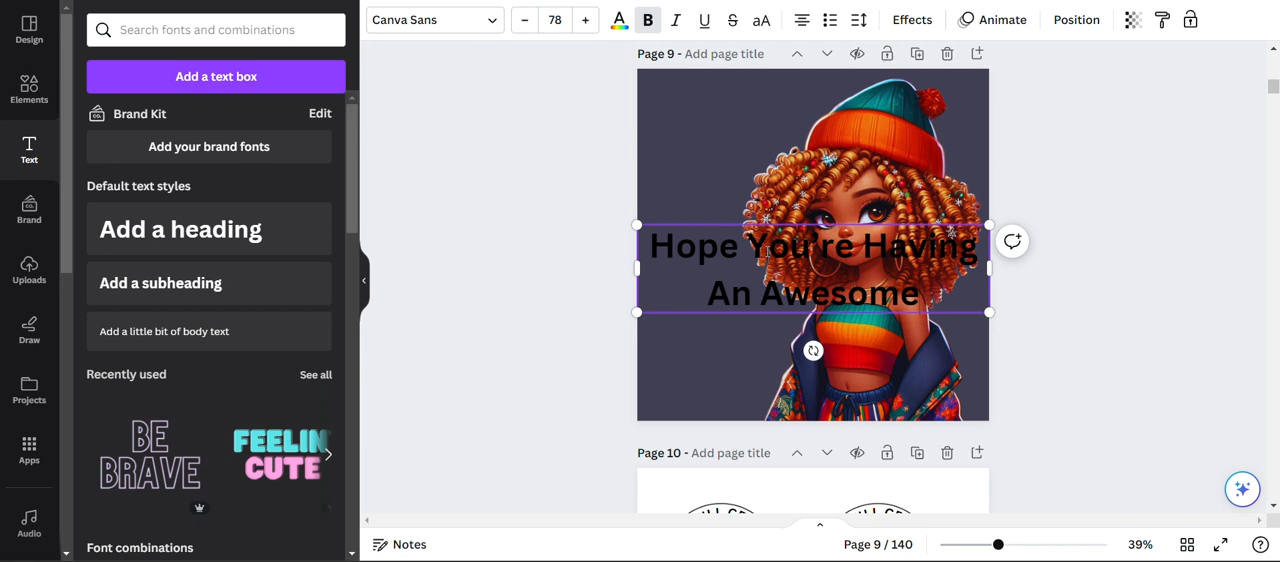 Design
Elements
Text
Brand
Uploads
Draw
Projects
Apps
Audio
Search fonts and combinations
Add a text box
Brand Kit
Edit
Add your brand fonts
Default text styles
Add a heading
Add a subheading
Add a little bit of body text
Recently used
See all
BE
BRAVE
FEELIN'
CUTE
Font combinations
Canva Sans
– 78 +
A B I U S aA
Effects
Animate
Position
Page 9 - Add page title
Hope You're Having
An Awesome
Page 10 - Add page title
Notes
Page 9 / 140
39%